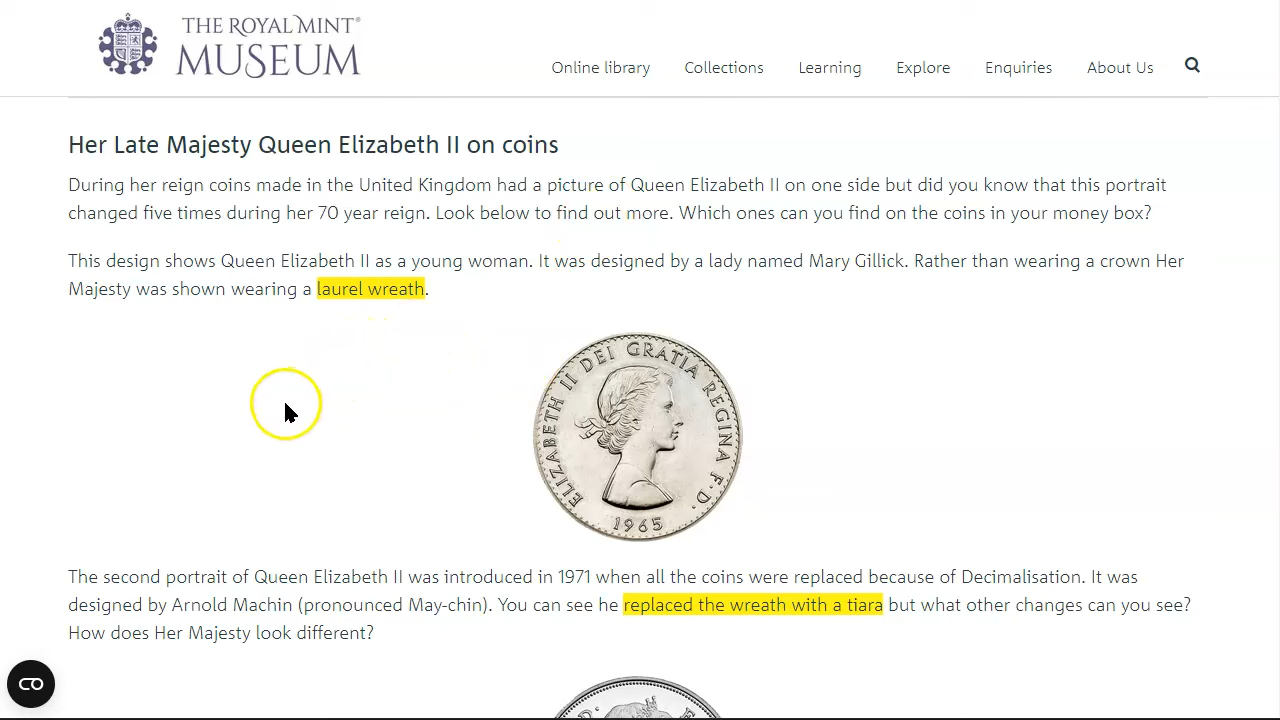 THE ROYAL MINT®
MUSEUM
Online library Collections Learning Explore Enquiries About Us
Her Late Majesty Queen Elizabeth II on coins
During her reign coins made in the United Kingdom had a picture of Queen Elizabeth II on one side but did you know that this portrait
changed five times during her 70 year reign. Look below to find out more. Which ones can you find on the coins in your money box?
This design shows Queen Elizabeth II as a young woman. It was designed by a lady named Mary Gillick. Rather than wearing a crown Her
Majesty was shown wearing a laurel wreath.
ELIZABETH II DEI GRATIA REGINA F·D·
1965
The second portrait of Queen Elizabeth II was introduced in 1971 when all the coins were replaced because of Decimalisation. It was
designed by Arnold Machin (pronounced May-chin). You can see he replaced the wreath with a tiara but what other changes can you see?
How does Her Majesty look different?